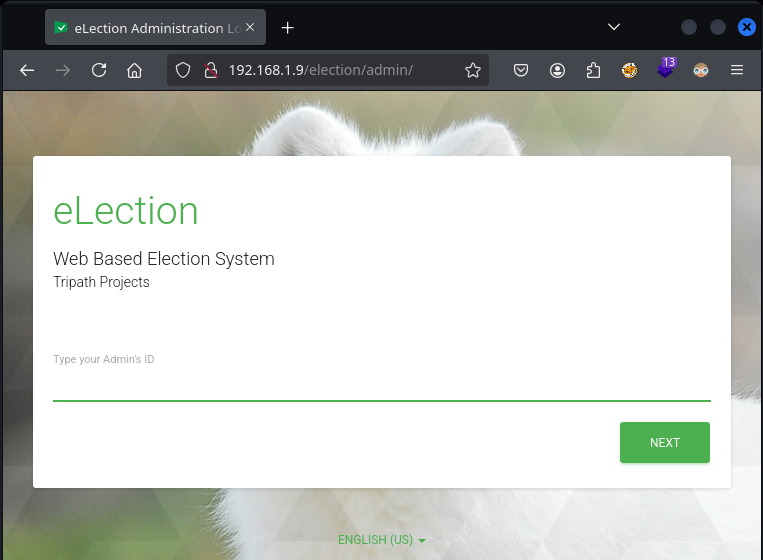 eLection Administration Lo
192.168.1.9/election/admin/
13
eLection
Web Based Election System
Tripath Projects
Type your Admin's ID
NEXT
ENGLISH (US)